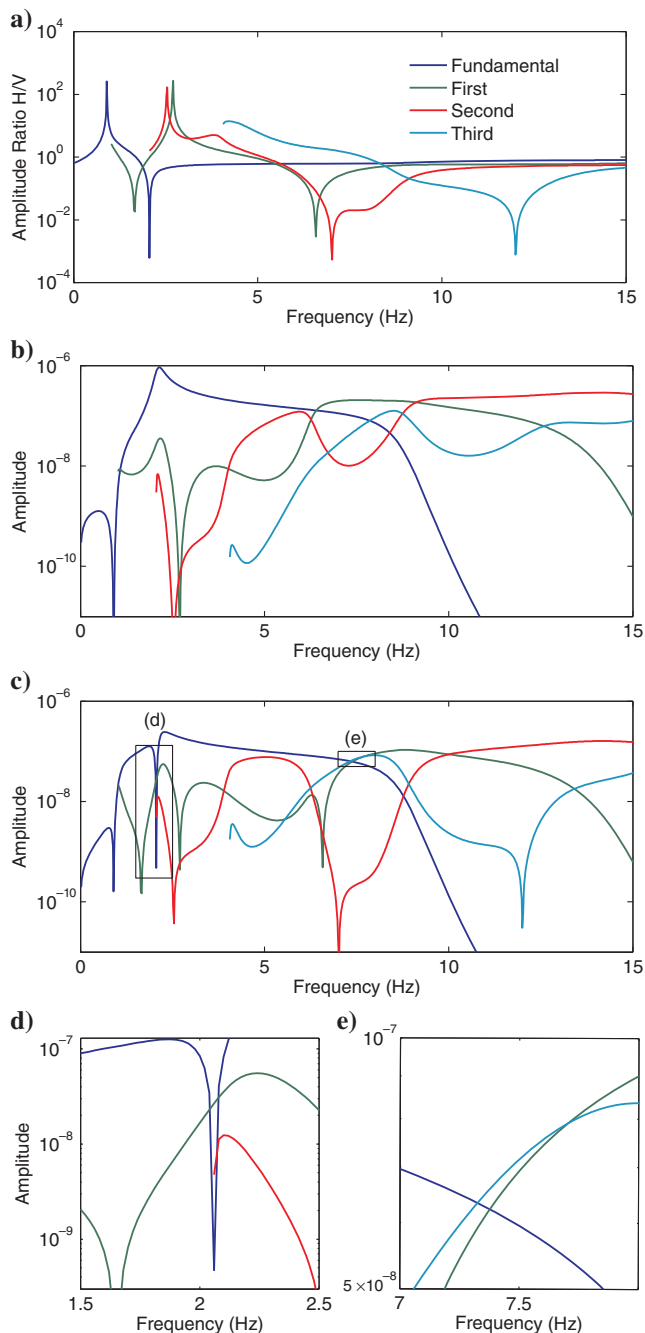 a)
Amplitude Ratio H/V
10^4
10^2
10^0
10^−2
10^−4
Fundamental
First
Second
Third
0 5 10 15
Frequency (Hz)
b)
Amplitude
10^−6
10^−8
10^−10
0 5 10 15
Frequency (Hz)
c)
Amplitude
10^−6
10^−8
10^−10
(d)
(e)
0 5 10 15
Frequency (Hz)
d)
Amplitude
10^−7
10^−8
10^−9
1.5 2 2.5
Frequency (Hz)
e)
10^−7
5×10^−8
7 7.5
Frequency (Hz)